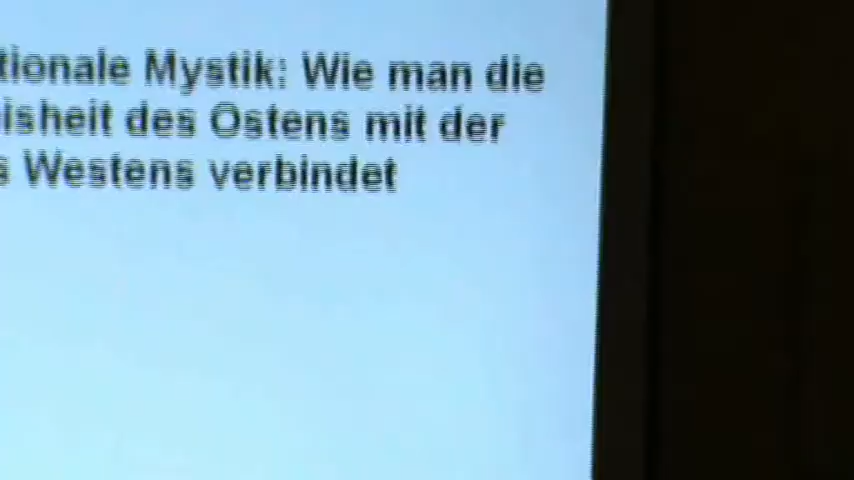 tionale Mystik: Wie man die
isheit des Ostens mit der
s Westens verbindet